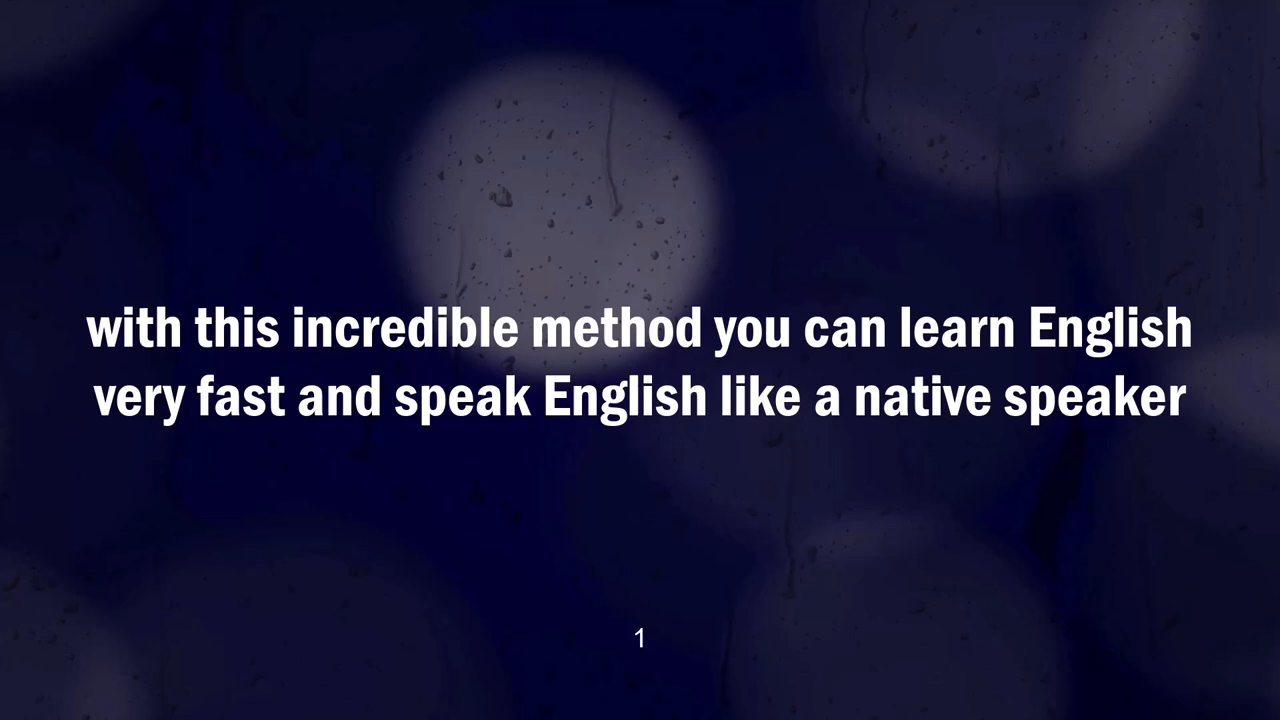 with this incredible method you can learn English
very fast and speak English like a native speaker
1